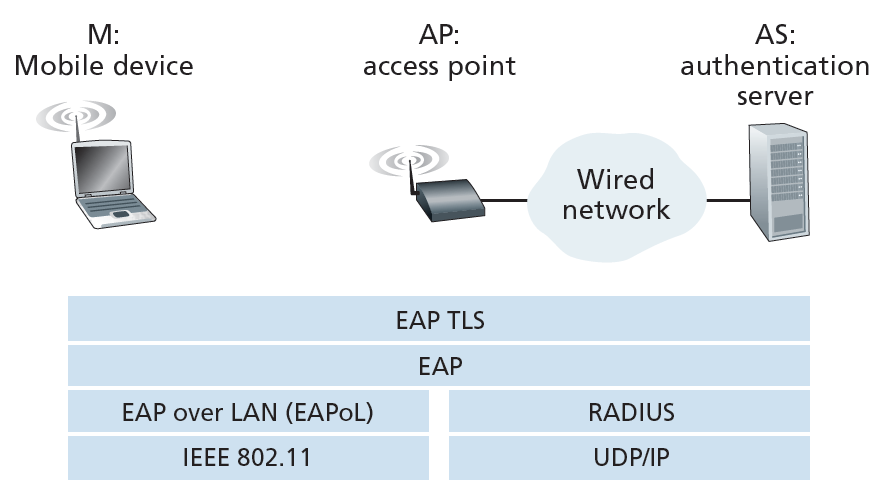 M:
Mobile device
AP:
access point
AS:
authentication
server
Wired
network
EAP TLS
EAP
EAP over LAN (EAPoL)
RADIUS
IEEE 802.11
UDP/IP